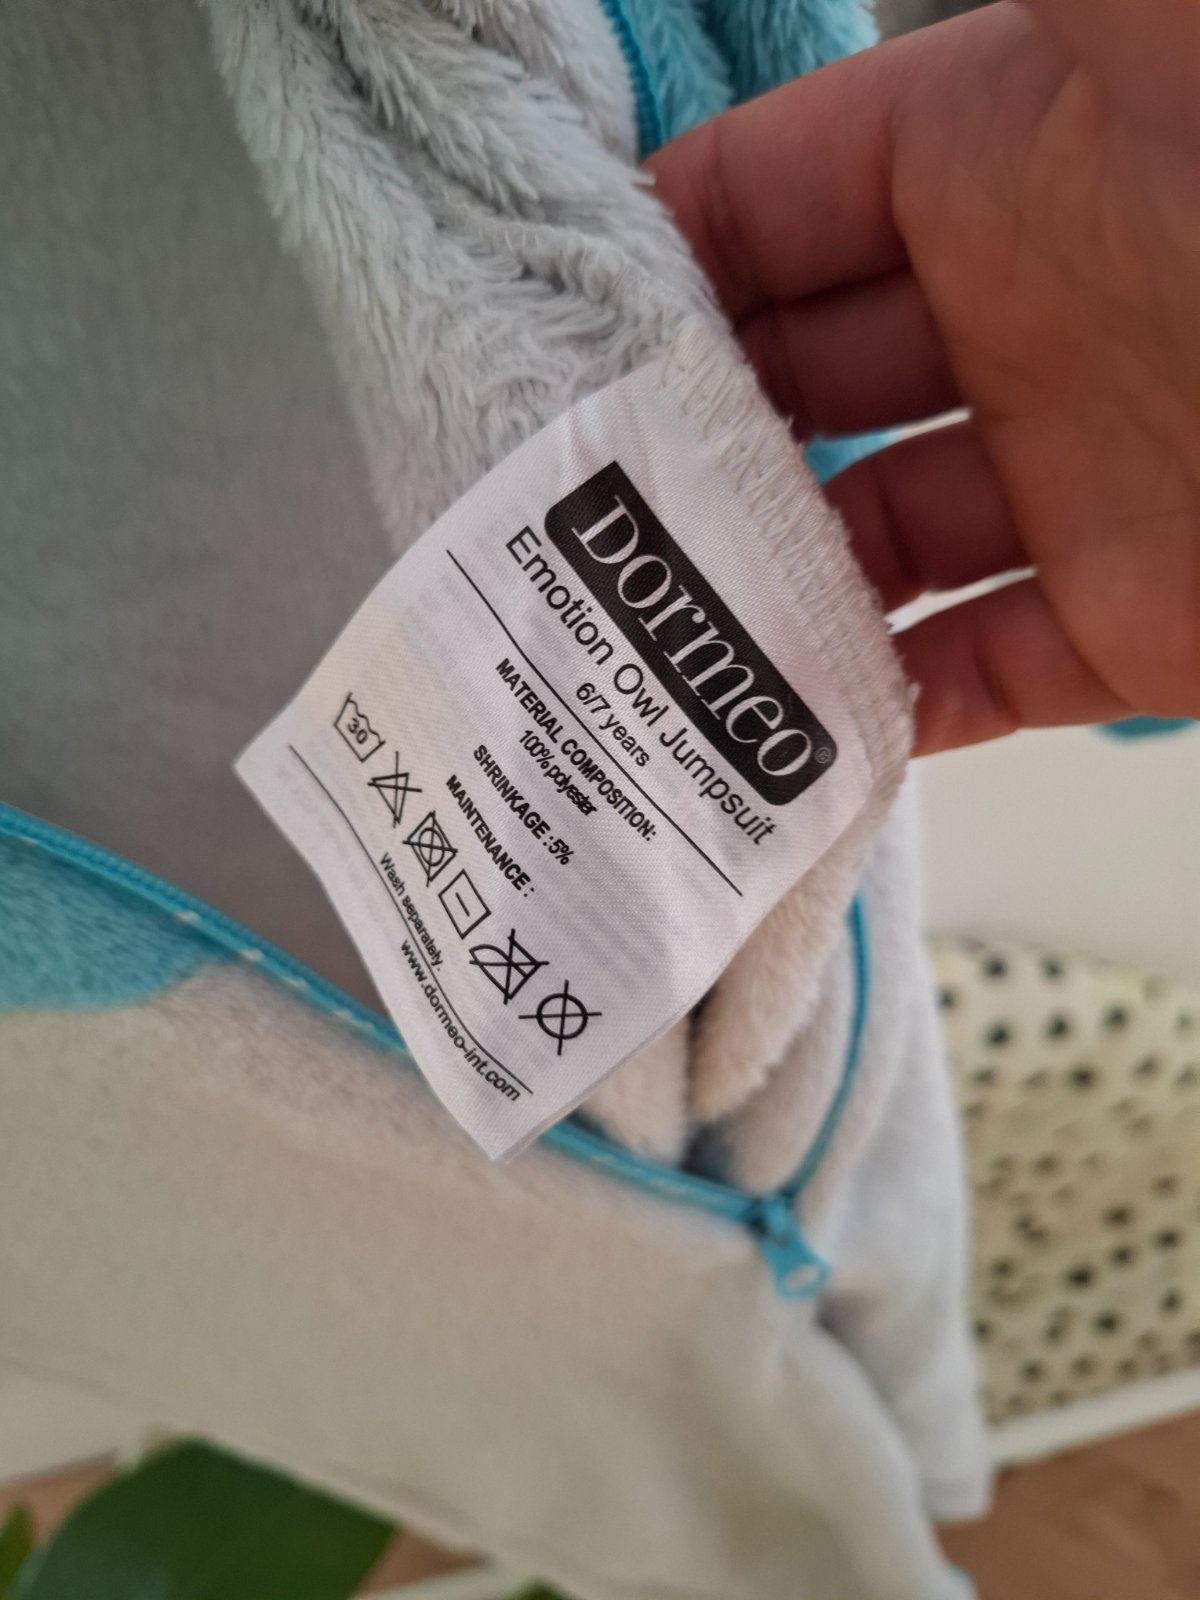 Dormeo®
Emotion Owl Jumpsuit
6/7 years
MATERIAL COMPOSITION:
100% polyester
SHRINKAGE :5%
MAINTENANCE :
30
Wash separately.
www.dormeo-int.com